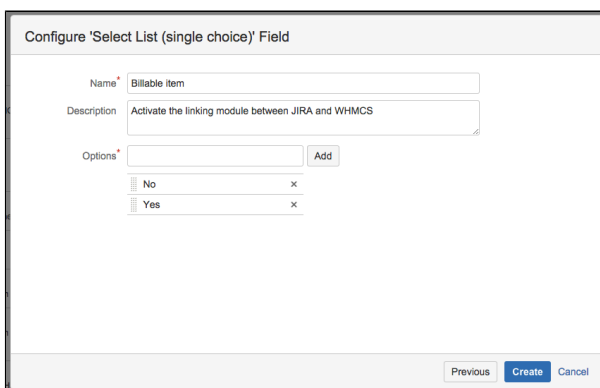 Configure 'Select List (single choice)' Field
Name* Billable item
Description Activate the linking module between JIRA and WHMCS
Options* Add
No ×
Yes ×
Previous Create Cancel